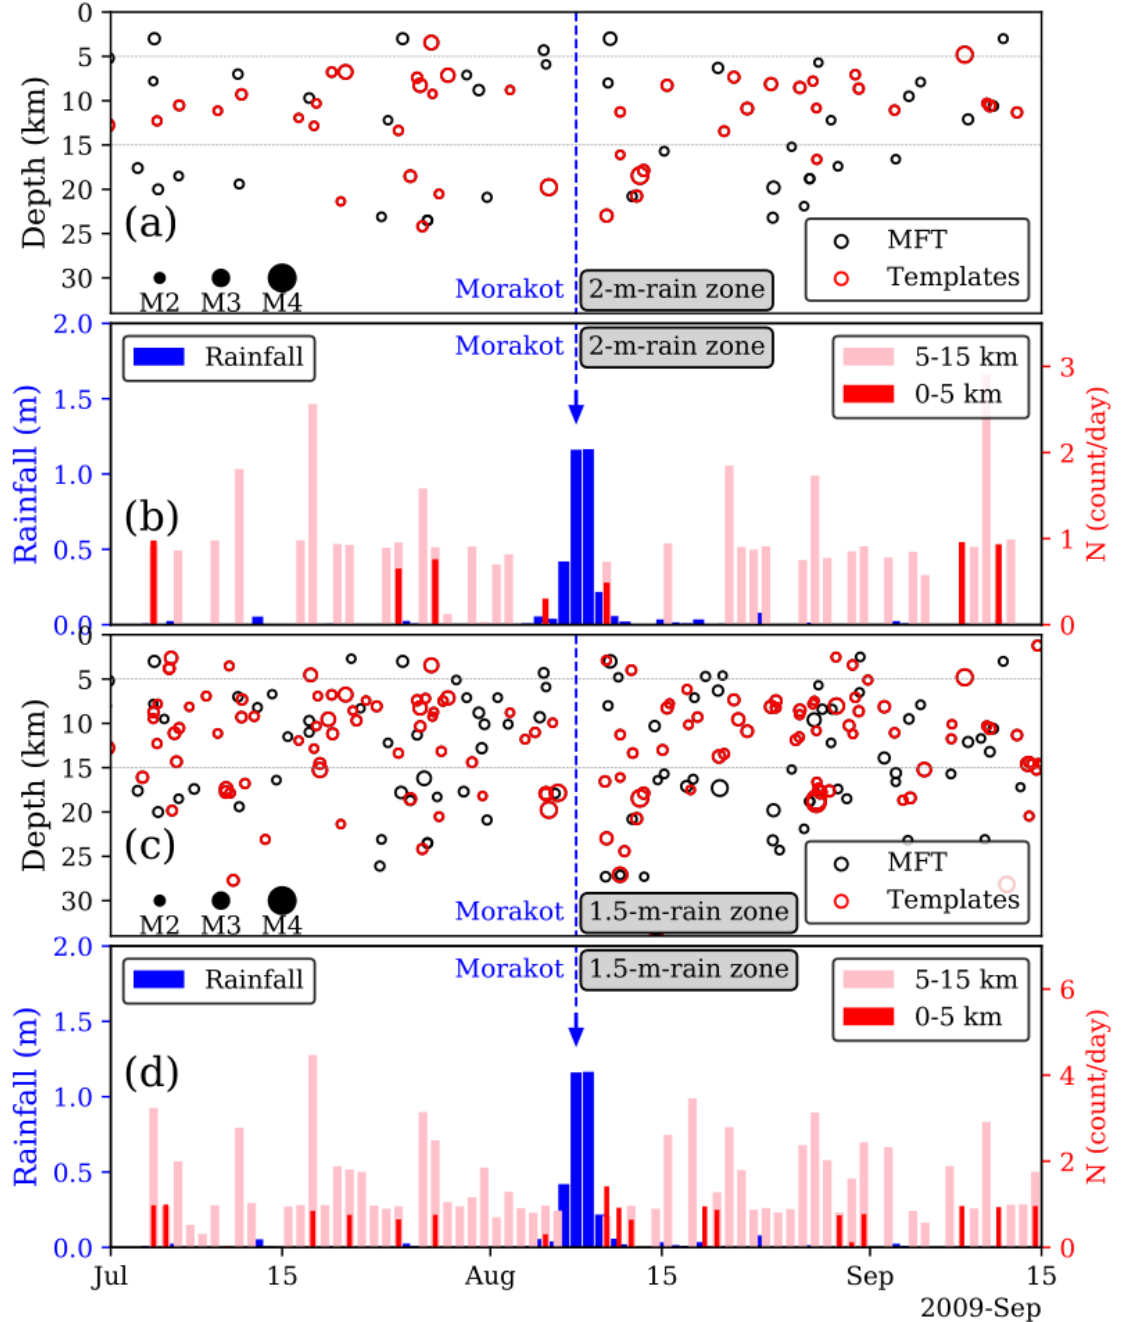 0
5
10
15
20
25
30
Depth (km)
(a)
M2 M3 M4
Morakot
2-m-rain zone
MFT
Templates
2.0
1.5
1.0
0.5
0.0
Rainfall (m)
Rainfall
(b)
Morakot
2-m-rain zone
5-15 km
0-5 km
3
2
1
0
N (count/day)
0
5
10
15
20
25
30
Depth (km)
(c)
M2 M3 M4
Morakot
1.5-m-rain zone
MFT
Templates
2.0
1.5
1.0
0.5
0.0
Rainfall (m)
Rainfall
(d)
Morakot
1.5-m-rain zone
5-15 km
0-5 km
6
4
2
0
N (count/day)
Jul 15 Aug 15 Sep 15
2009-Sep